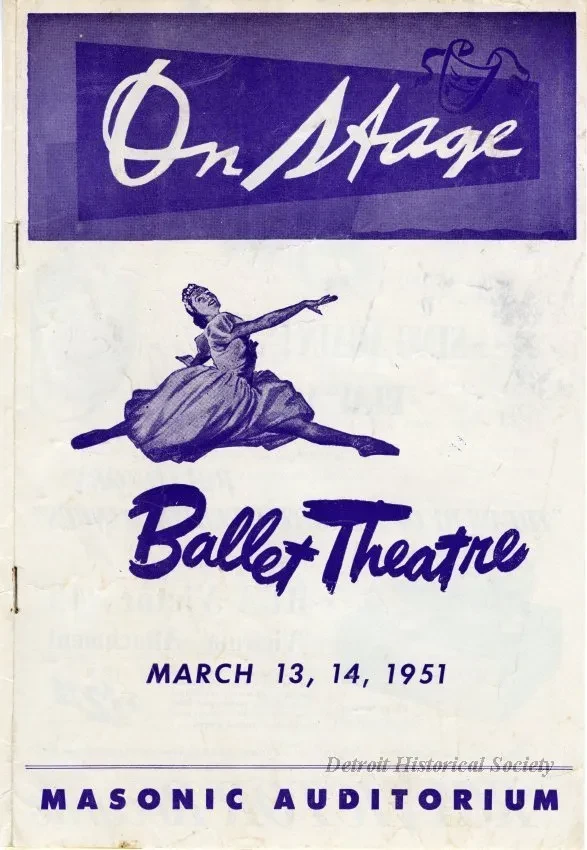 On Stage
Ballet Theatre
MARCH 13, 14, 1951
Detroit Historical Society
MASONIC AUDITORIUM